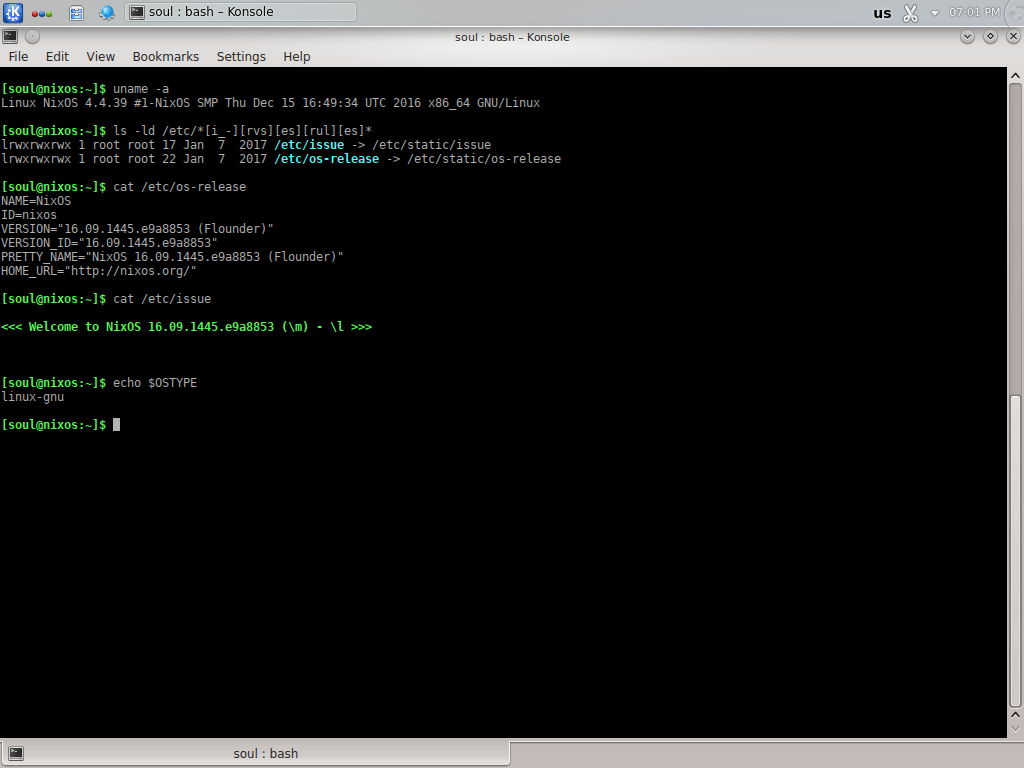 soul : bash – Konsole
us
07:01 PM
soul : bash – Konsole
File Edit View Bookmarks Settings Help
[soul@nixos:~]$ uname -a
Linux NixOS 4.4.39 #1-NixOS SMP Thu Dec 15 16:49:34 UTC 2016 x86_64 GNU/Linux
[soul@nixos:~]$ ls -ld /etc/*[i_-][rvs][es][rul][es]*
lrwxrwxrwx 1 root root 17 Jan  7  2017 /etc/issue -> /etc/static/issue
lrwxrwxrwx 1 root root 22 Jan  7  2017 /etc/os-release -> /etc/static/os-release
[soul@nixos:~]$ cat /etc/os-release
NAME=NixOS
ID=nixos
VERSION="16.09.1445.e9a8853 (Flounder)"
VERSION_ID="16.09.1445.e9a8853"
PRETTY_NAME="NixOS 16.09.1445.e9a8853 (Flounder)"
HOME_URL="http://nixos.org/"
[soul@nixos:~]$ cat /etc/issue
<<< Welcome to NixOS 16.09.1445.e9a8853 (\m) - \l >>>
[soul@nixos:~]$ echo $OSTYPE
linux-gnu
[soul@nixos:~]$
soul : bash